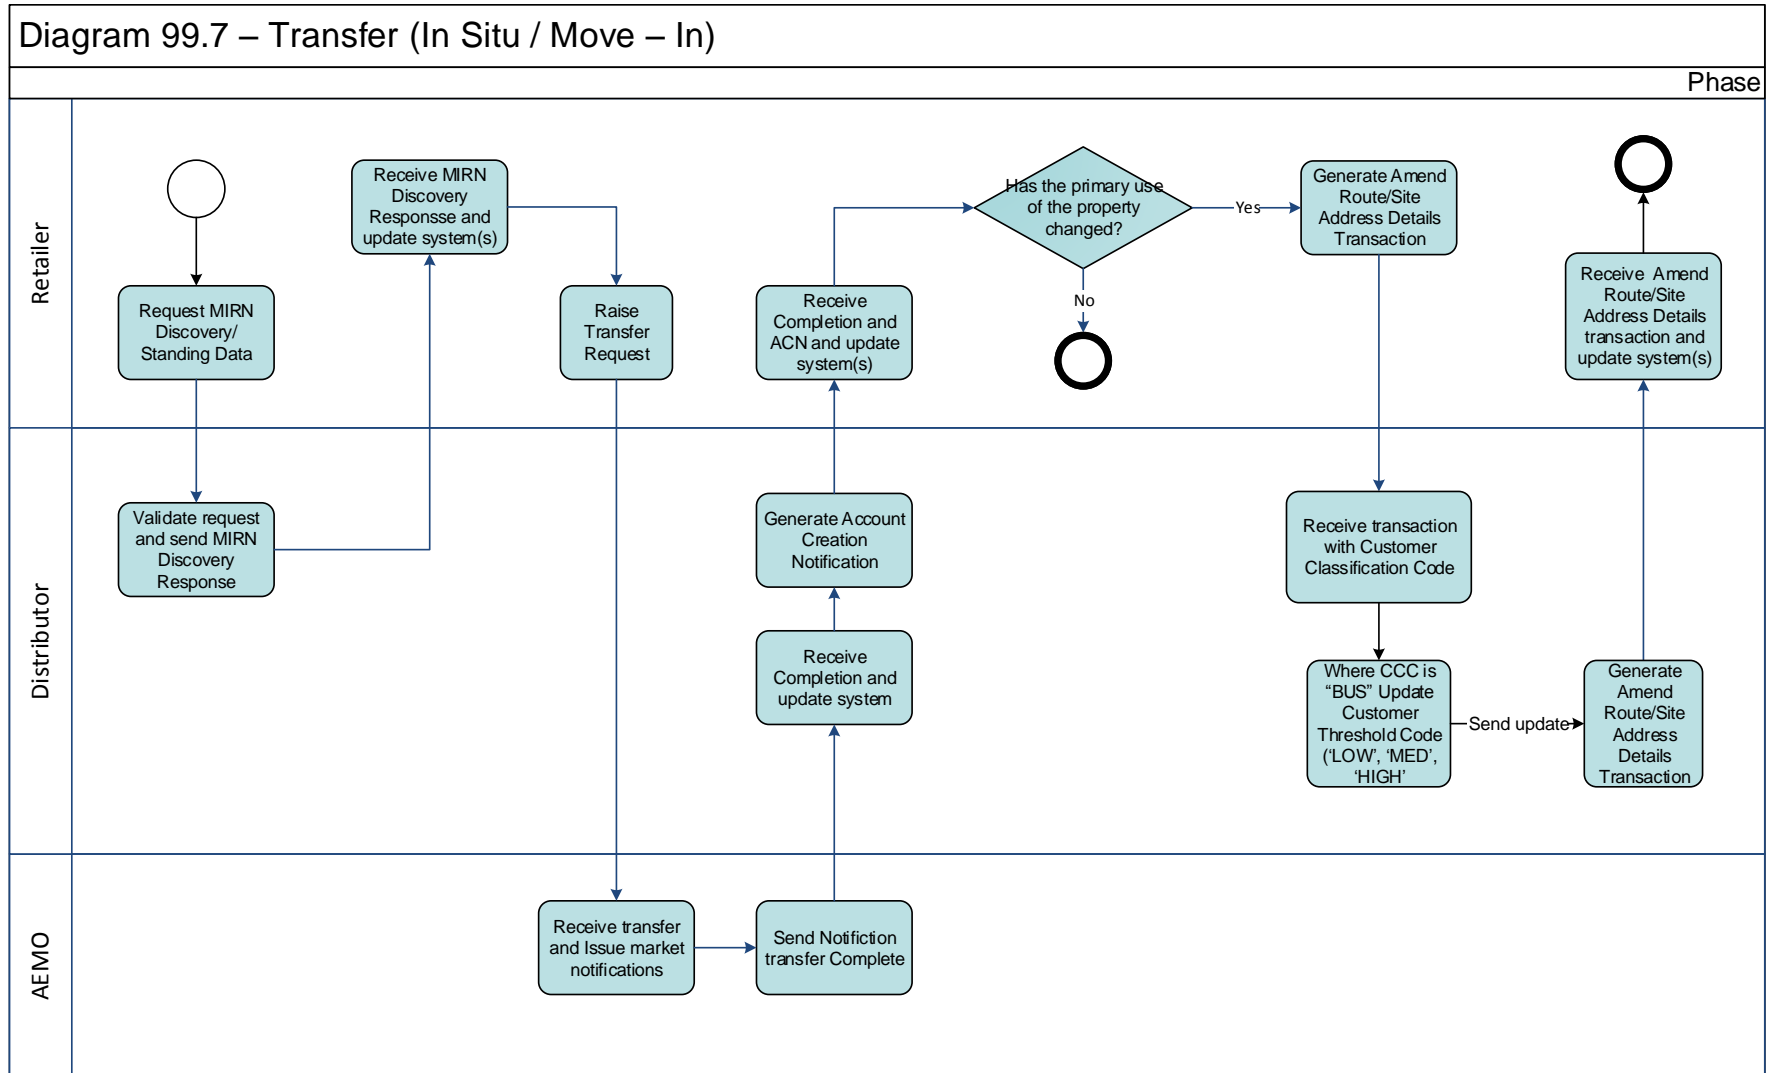 Diagram 99.7 – Transfer (In Situ / Move – In)
Phase
Retailer
Request MIRN
Discovery/
Standing Data
Receive MIRN
Discovery
Responsse and
update system(s)
Raise
Transfer
Request
Receive
Completion and
ACN and update
system(s)
Has the primary use
of the property
changed?
Yes
No
Generate Amend
Route/Site
Address Details
Transaction
Receive Amend
Route/Site
Address Details
transaction and
update system(s)
Distributor
Validate request
and send MIRN
Discovery
Response
Generate Account
Creation
Notification
Receive
Completion and
update system
Receive transaction
with Customer
Classification Code
Where CCC is
“BUS” Update
Customer
Threshold Code
(‘LOW’, ‘MED’,
‘HIGH’
Send update
Generate
Amend
Route/Site
Address
Details
Transaction
AEMO
Receive transfer
and Issue market
notifications
Send Notifiction
transfer Complete